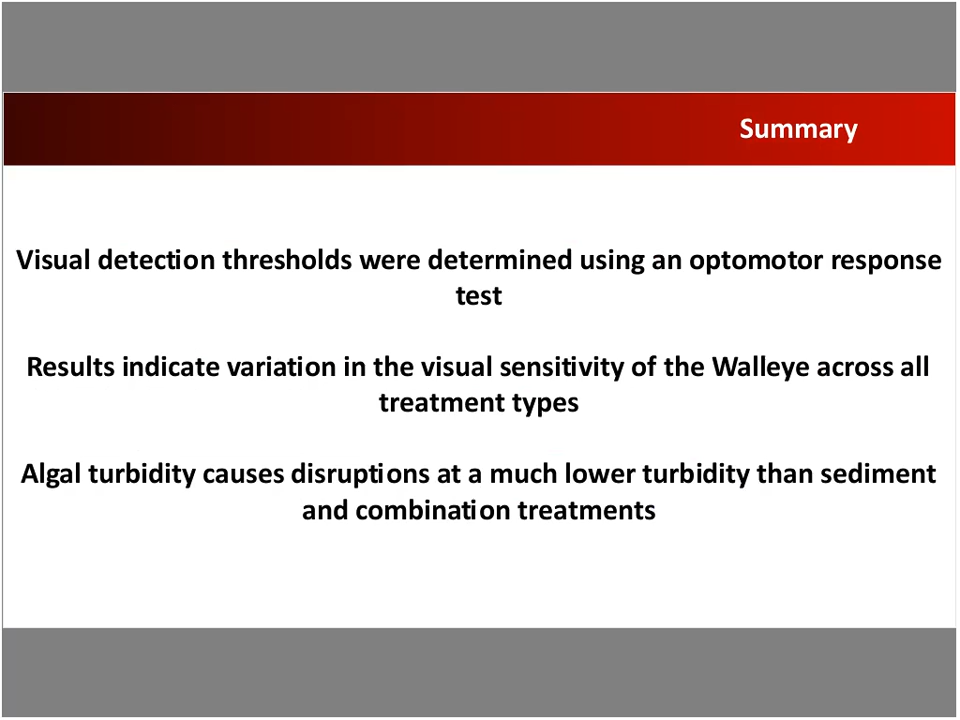 Summary
Visual detection thresholds were determined using an optomotor response
test
Results indicate variation in the visual sensitivity of the Walleye across all
treatment types
Algal turbidity causes disruptions at a much lower turbidity than sediment
and combination treatments